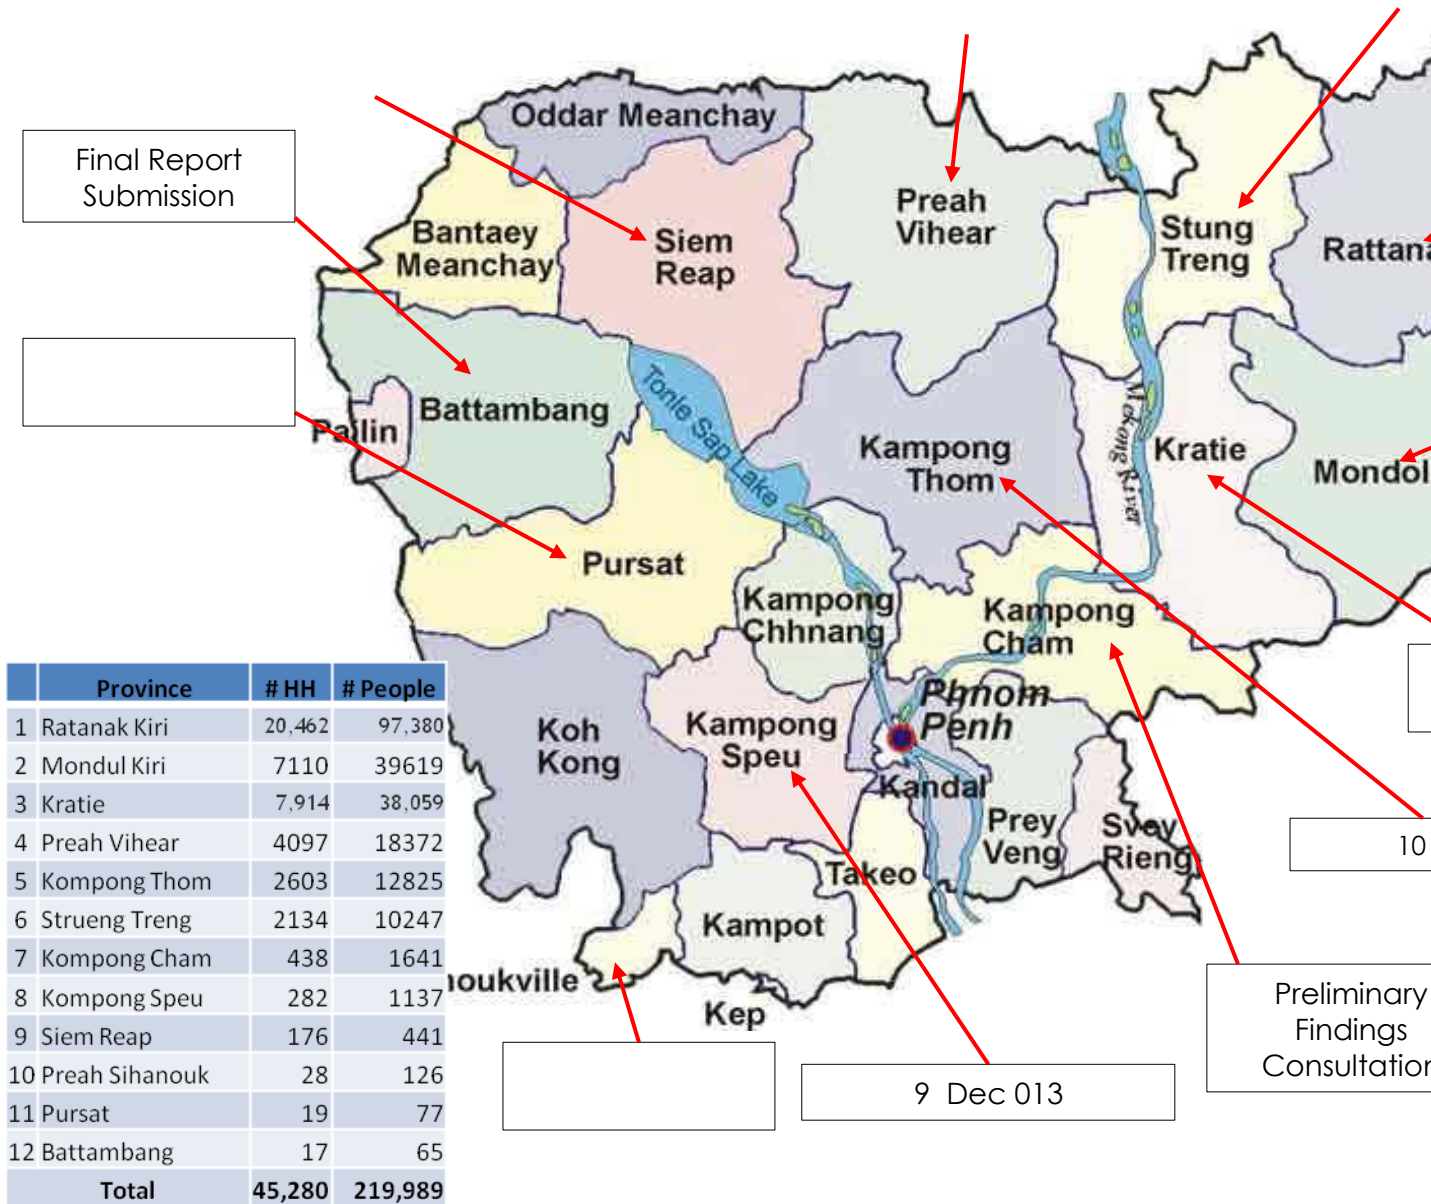 Final Report
Submission
Oddar Meanchay
Bantaey
Meanchay
Siem
Reap
Preah
Vihear
Stung
Treng
Battambang
Pailin
Tonle Sap Lake
Kampong
Thom
Mekong River
Kratie
Pursat
Kampong
Chhnang
Kampong
Cham
Phnom
Penh
Koh
Kong
Kampong
Speu
Kandal
Prey
Veng
Svey
Rieng
Takeo
Kampot
Kep
noukville
10
Preliminary
Findings
Consultation
9 Dec 013
Province # HH # People
1 Ratanak Kiri 20,462 97,380
2 Mondul Kiri 7110 39619
3 Kratie 7,914 38,059
4 Preah Vihear 4097 18372
5 Kompong Thom 2603 12825
6 Strueng Treng 2134 10247
7 Kompong Cham 438 1641
8 Kompong Speu 282 1137
9 Siem Reap 176 441
10 Preah Sihanouk 28 126
11 Pursat 19 77
12 Battambang 17 65
Total 45,280 219,989